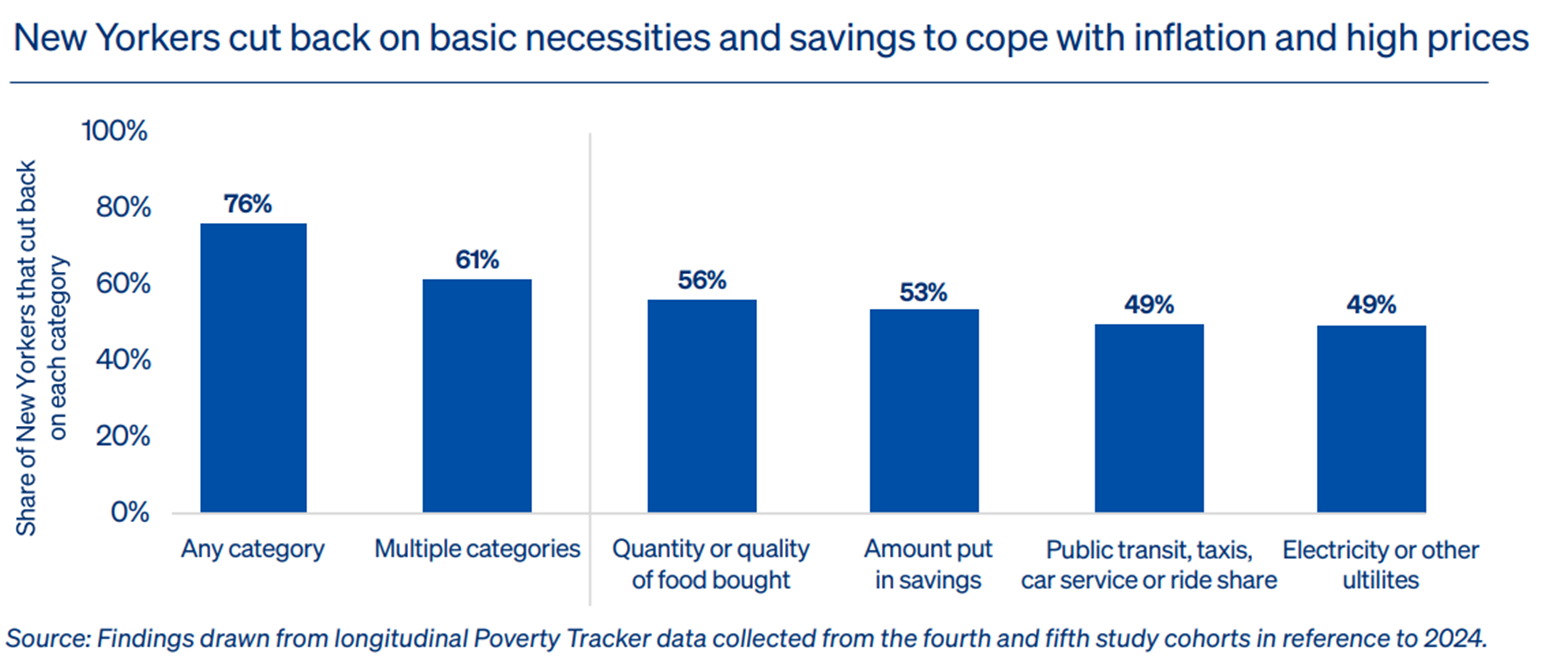 New Yorkers cut back on basic necessities and savings to cope with inflation and high prices
Share of New Yorkers that cut back
on each category
100%
80%
60%
40%
20%
0%
76%
61%
56%
53%
49%
49%
Any category
Multiple categories
Quantity or quality
of food bought
Amount put
in savings
Public transit, taxis,
car service or ride share
Electricity or other
ultilites
Source: Findings drawn from longitudinal Poverty Tracker data collected from the fourth and fifth study cohorts in reference to 2024.